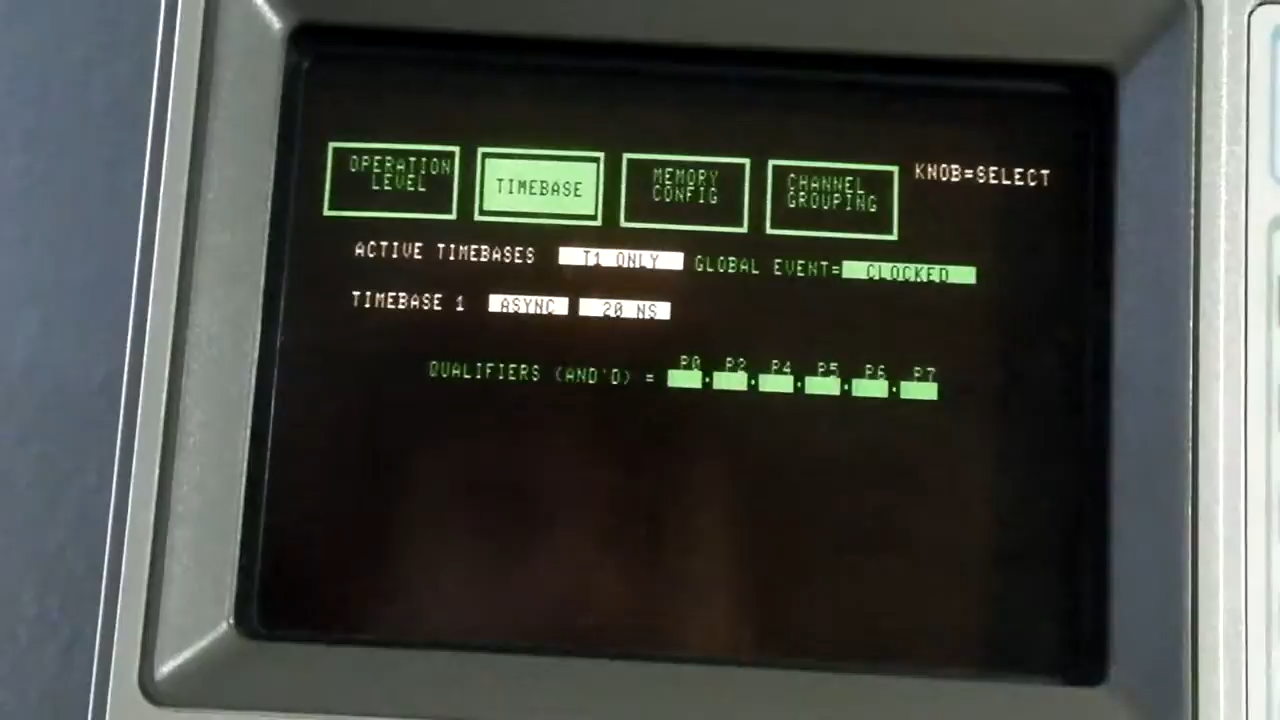 OPERATION LEVEL
TIMEBASE
MEMORY CONFIG
CHANNEL GROUPING
KNOB=SELECT
ACTIVE TIMEBASES T1 ONLY GLOBAL EVENT= CLOCKED
TIMEBASE 1 ASYNC 20 NS
P0 P2 P4 P5 P6 P7
QUALIFIERS (AND'D) = . . . . .